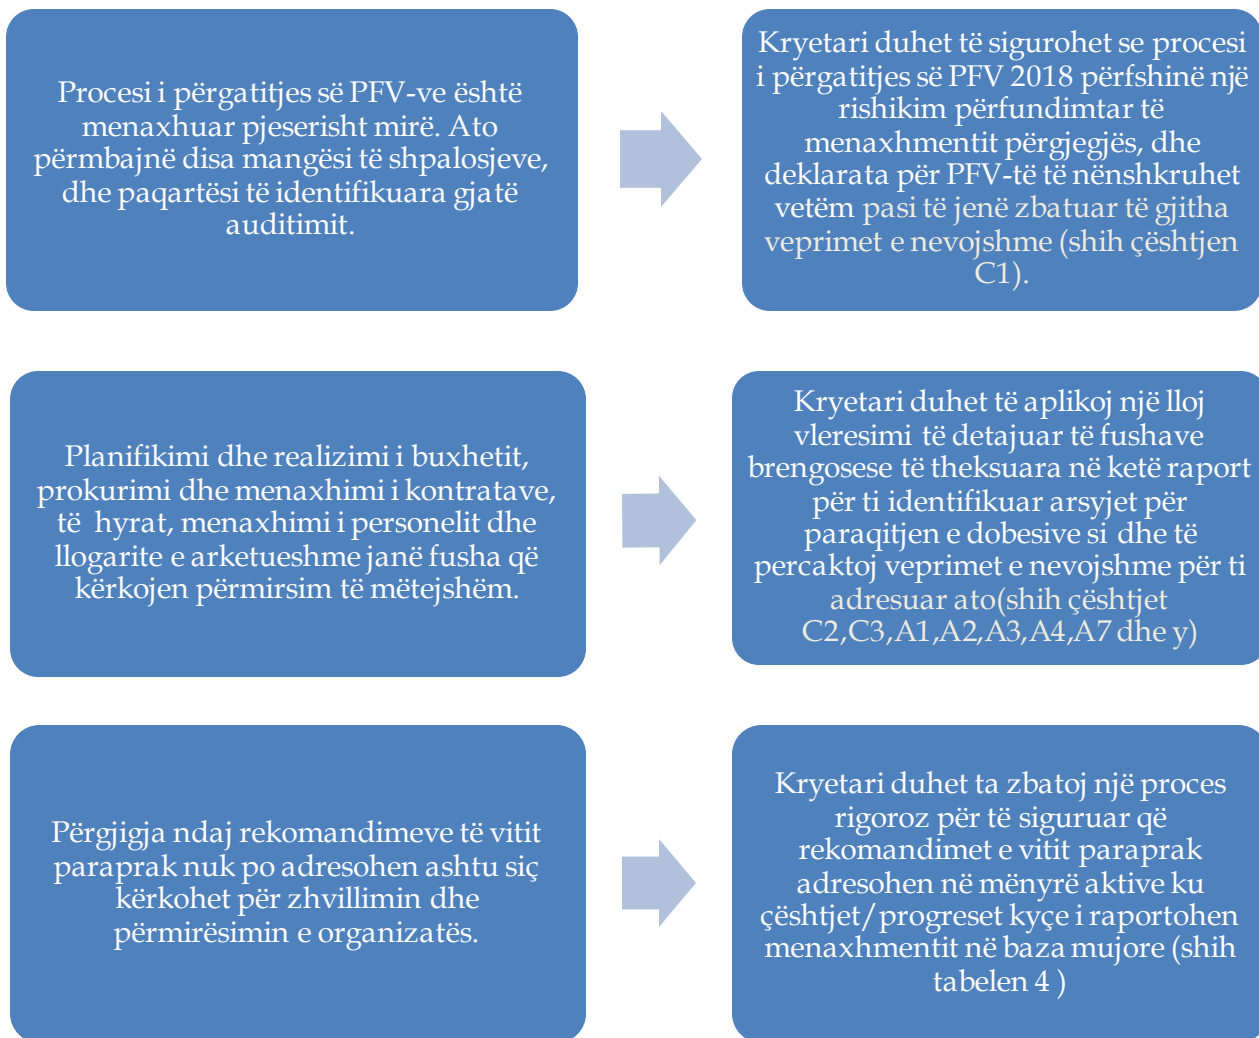 Procesi i përgatitjes së PFV-ve është
menaxhuar pjeserisht mirë. Ato
përmbajnë disa mangësi të shpalosjeve,
dhe paqartësi të identifikuara gjatë
auditimit.
Kryetari duhet të sigurohet se procesi
i përgatitjes së PFV 2018 përfshinë një
rishikim përfundimtar të
menaxhmentit përgjegjës, dhe
deklarata për PFV-të të nënshkruhet
vetëm pasi të jenë zbatuar të gjitha
veprimet e nevojshme (shih çështjen
C1).
Planifikimi dhe realizimi i buxhetit,
prokurimi dhe menaxhimi i kontratave,
të hyrat, menaxhimi i personelit dhe
llogarite e arketueshme janë fusha që
kërkojen përmirsim të mëtejshëm.
Kryetari duhet të aplikoj një lloj
vleresimi të detajuar të fushave
brengosese të theksuara në ketë raport
për ti identifikuar arsyjet për
paraqitjen e dobesive si dhe të
percaktoj veprimet e nevojshme për ti
adresuar ato(shih çështjet
C2,C3,A1,A2,A3,A4,A7 dhe y)
Përgjigja ndaj rekomandimeve të vitit
paraprak nuk po adresohen ashtu siç
kërkohet për zhvillimin dhe
përmirësimin e organizatës.
Kryetari duhet ta zbatoj një proces
rigoroz për të siguruar që
rekomandimet e vitit paraprak
adresohen në mënyrë aktive ku
çështjet/progreset kyçe i raportohen
menaxhmentit në baza mujore (shih
tabelen 4 )